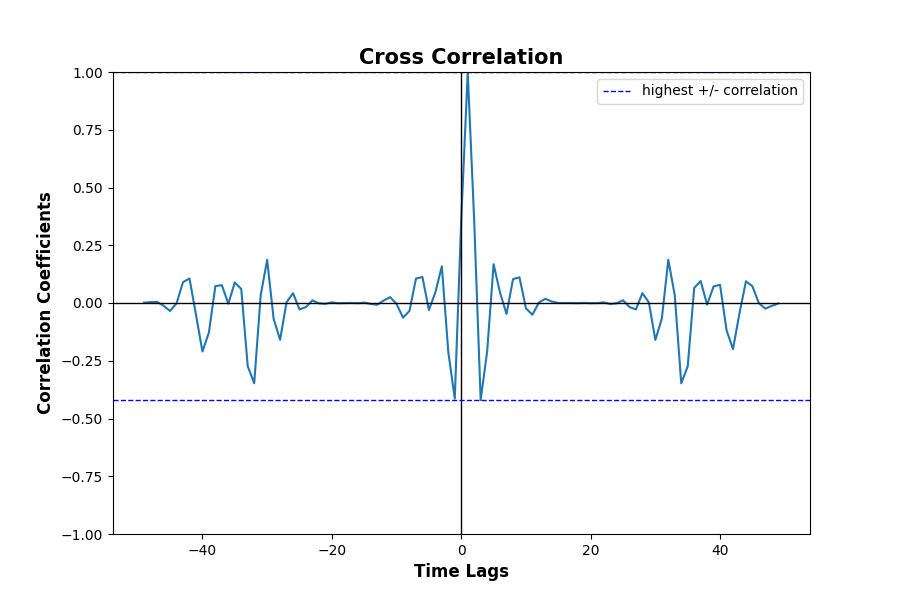 Cross Correlation
highest +/- correlation
1.00
0.75
0.50
0.25
0.00
−0.25
−0.50
−0.75
−1.00
Correlation Coefficients
−40 −20 0 20 40
Time Lags